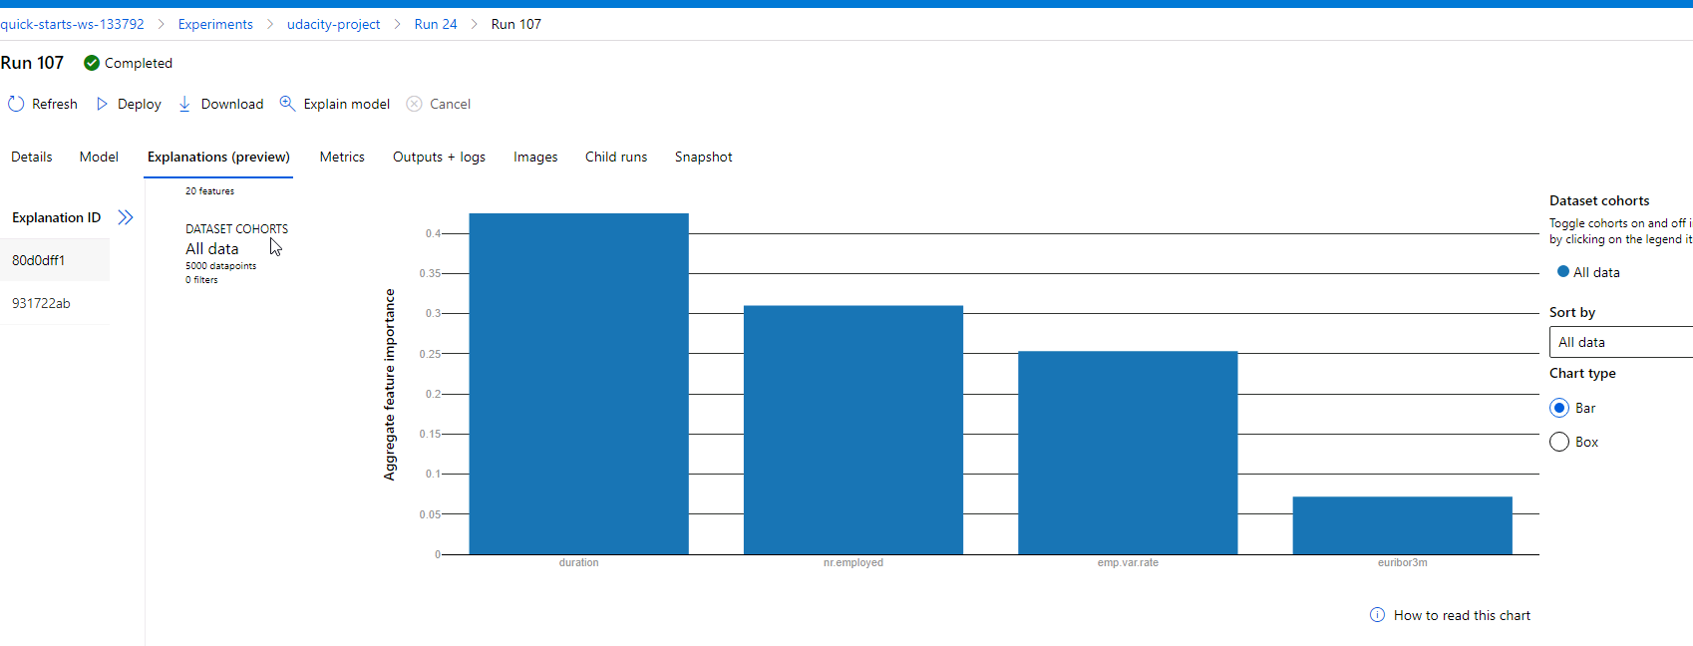 quick-starts-ws-133792 > Experiments > udacity-project > Run 24 > Run 107
Run 107 Completed
Refresh Deploy Download Explain model Cancel
Details Model Explanations (preview) Metrics Outputs + logs Images Child runs Snapshot
Explanation ID
80d0dff1
931722ab
20 features
DATASET COHORTS
All data
5000 datapoints
0 filters
Aggregate feature importance
0.4
0.35
0.3
0.25
0.2
0.15
0.1
0.05
0
duration nr.employed emp.var.rate euribor3m
How to read this chart
Dataset cohorts
Toggle cohorts on and off i
by clicking on the legend it
All data
Sort by
All data
Chart type
Bar
Box